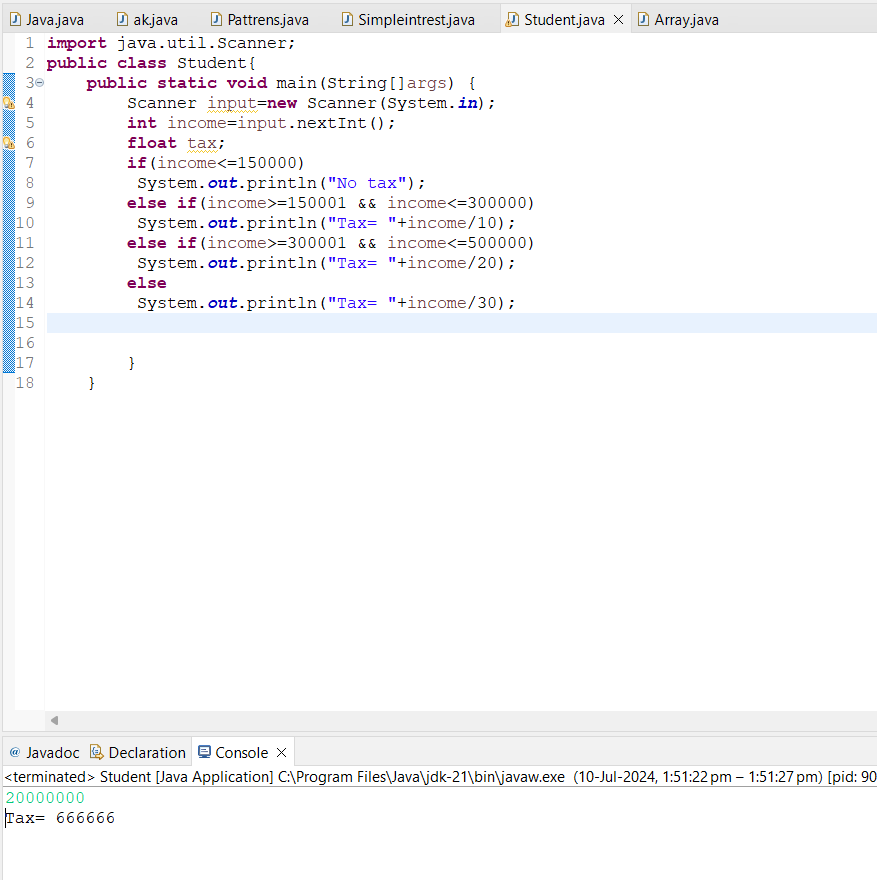 Java.java ak.java Pattrens.java Simpleintrest.java Student.java Array.java
1 import java.util.Scanner;
2 public class Student{
3 public static void main(String[]args) {
4 Scanner input=new Scanner(System.in);
5 int income=input.nextInt();
6 float tax;
7 if(income<=150000)
8 System.out.println("No tax");
9 else if(income>=150001 && income<=300000)
10 System.out.println("Tax= "+income/10);
11 else if(income>=300001 && income<=500000)
12 System.out.println("Tax= "+income/20);
13 else
14 System.out.println("Tax= "+income/30);
15
16
17 }
18 }
@ Javadoc Declaration Console
<terminated> Student [Java Application] C:\Program Files\Java\jdk-21\bin\javaw.exe (10-Jul-2024, 1:51:22 pm – 1:51:27 pm) [pid: 90
20000000
Tax= 666666